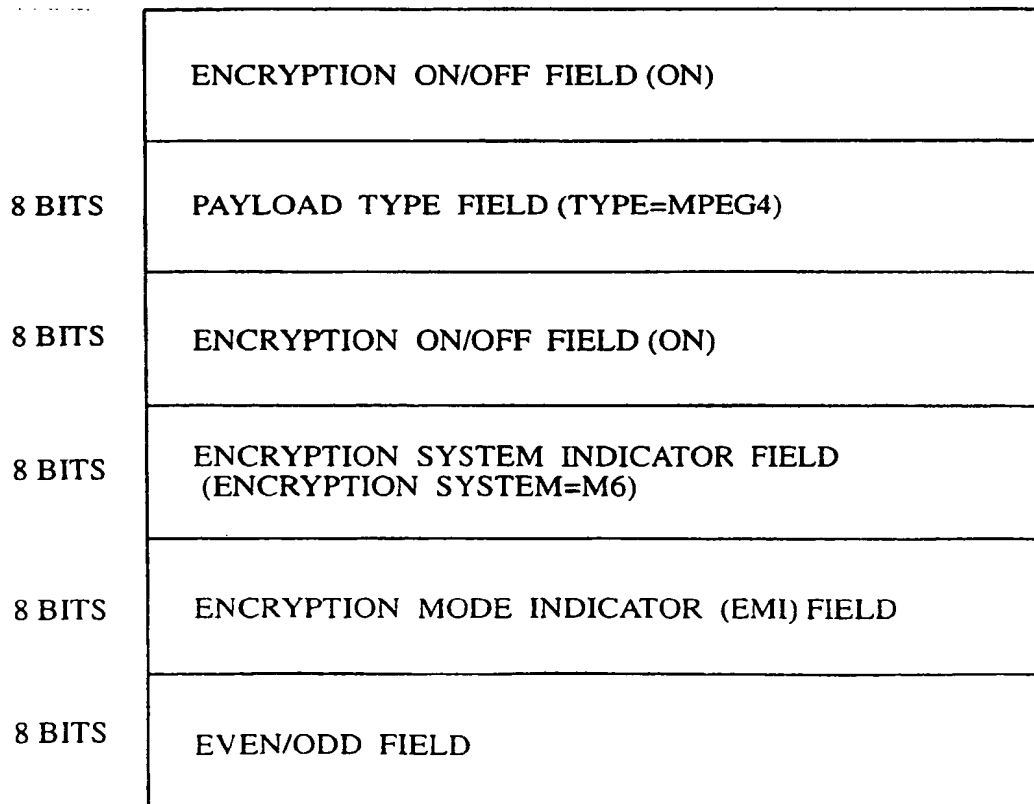 ENCRYPTION ON/OFF FIELD (ON)
8 BITS PAYLOAD TYPE FIELD (TYPE=MPEG4)
8 BITS ENCRYPTION ON/OFF FIELD (ON)
8 BITS ENCRYPTION SYSTEM INDICATOR FIELD
(ENCRYPTION SYSTEM=M6)
8 BITS ENCRYPTION MODE INDICATOR (EMI) FIELD
8 BITS EVEN/ODD FIELD